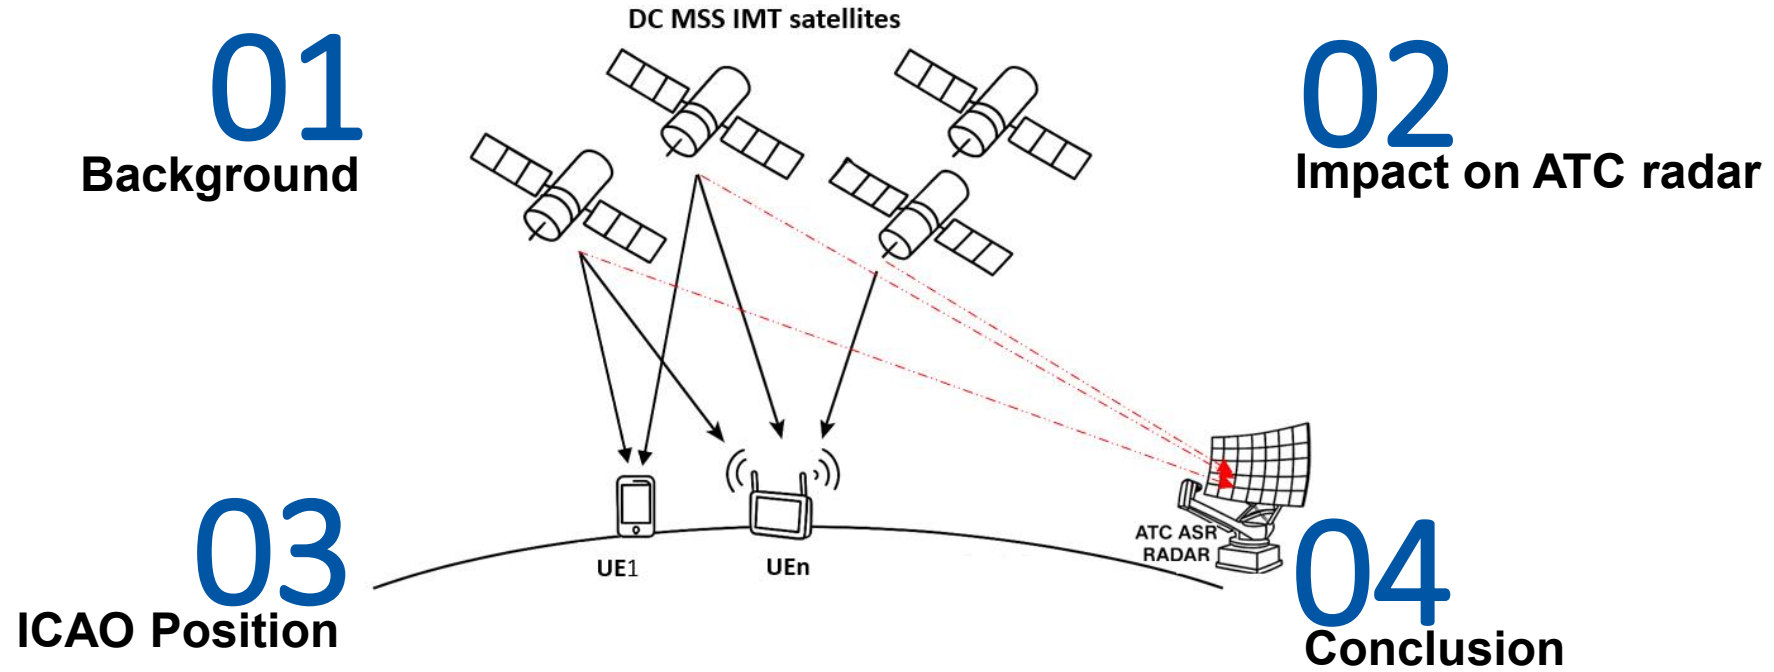 DC MSS IMT satellites
01
Background
02
Impact on ATC radar
UE1
UEn
ATC ASR
RADAR
03
ICAO Position
04
Conclusion